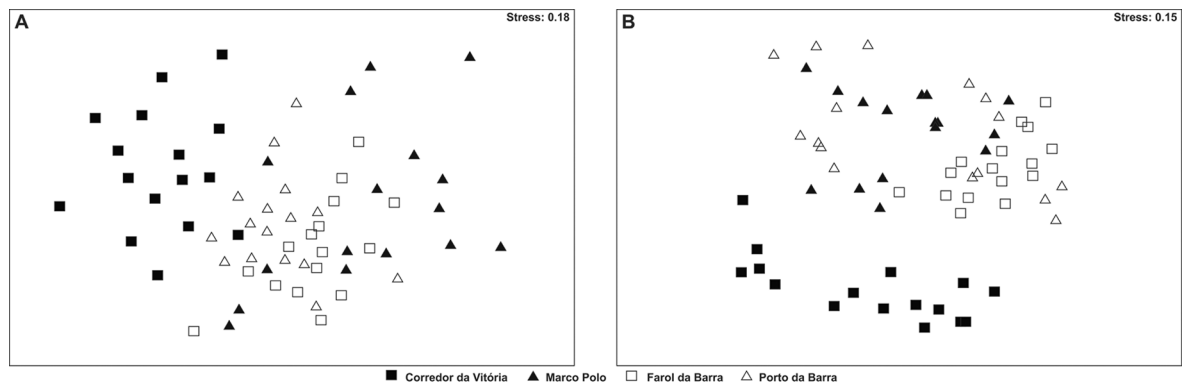 A
Stress: 0.18
B
Stress: 0.15
Corredor da Vitória Marco Polo Farol da Barra Porto da Barra